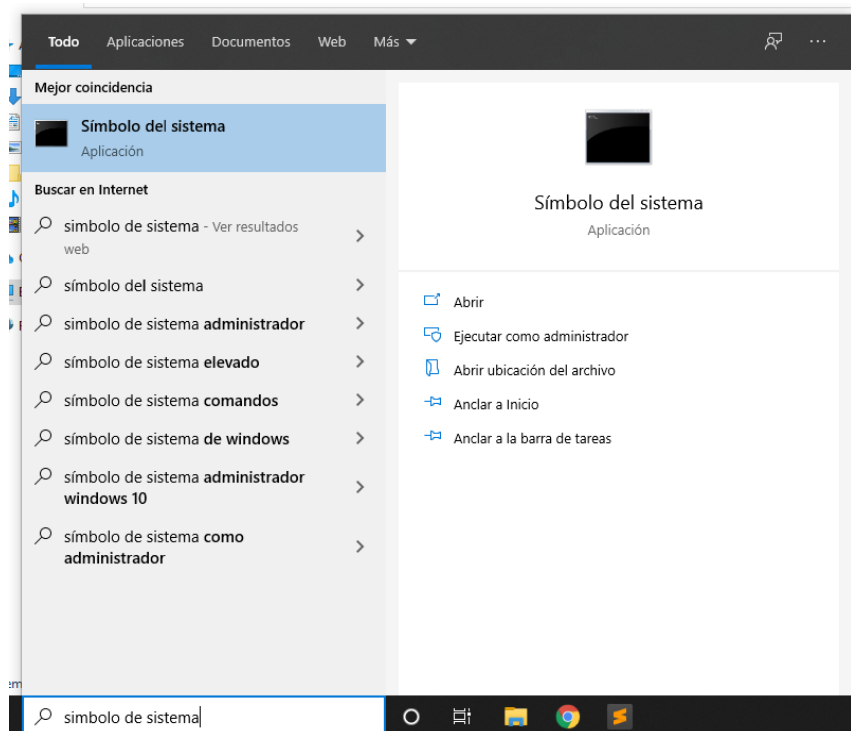 Todo Aplicaciones Documentos Web Más
Mejor coincidencia
Símbolo del sistema
Aplicación
Buscar en Internet
simbolo de sistema - Ver resultados
web
símbolo del sistema
simbolo de sistema administrador
símbolo de sistema elevado
símbolo de sistema comandos
símbolo de sistema de windows
símbolo de sistema administrador
windows 10
símbolo de sistema como
administrador
Símbolo del sistema
Aplicación
Abrir
Ejecutar como administrador
Abrir ubicación del archivo
Anclar a Inicio
Anclar a la barra de tareas
simbolo de sistema